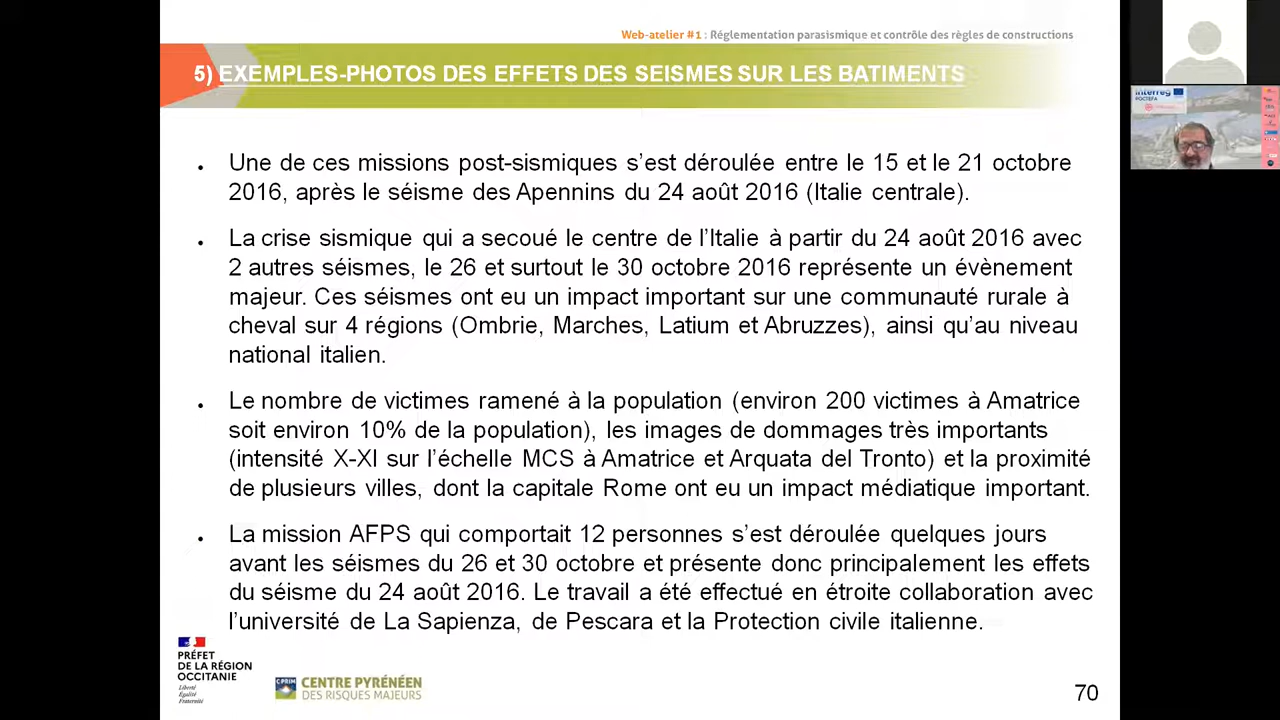 Web-atelier #1 : Réglementation parasismique et contrôle des règles de constructions
5) EXEMPLES-PHOTOS DES EFFETS DES SEISMES SUR LES BATIMENTS
• Une de ces missions post-sismiques s’est déroulée entre le 15 et le 21 octobre
2016, après le séisme des Apennins du 24 août 2016 (Italie centrale).
• La crise sismique qui a secoué le centre de l’Italie à partir du 24 août 2016 avec
2 autres séismes, le 26 et surtout le 30 octobre 2016 représente un évènement
majeur. Ces séismes ont eu un impact important sur une communauté rurale à
cheval sur 4 régions (Ombrie, Marches, Latium et Abruzzes), ainsi qu’au niveau
national italien.
• Le nombre de victimes ramené à la population (environ 200 victimes à Amatrice
soit environ 10% de la population), les images de dommages très importants
(intensité X-XI sur l’échelle MCS à Amatrice et Arquata del Tronto) et la proximité
de plusieurs villes, dont la capitale Rome ont eu un impact médiatique important.
• La mission AFPS qui comportait 12 personnes s’est déroulée quelques jours
avant les séismes du 26 et 30 octobre et présente donc principalement les effets
du séisme du 24 août 2016. Le travail a été effectué en étroite collaboration avec
l’université de La Sapienza, de Pescara et la Protection civile italienne.
PRÉFET
DE LA RÉGION
OCCITANIE
Liberté
Égalité
Fraternité
CPRIM
CENTRE PYRÉNÉEN
DES RISQUES MAJEURS
70
Interreg
POCTEFA